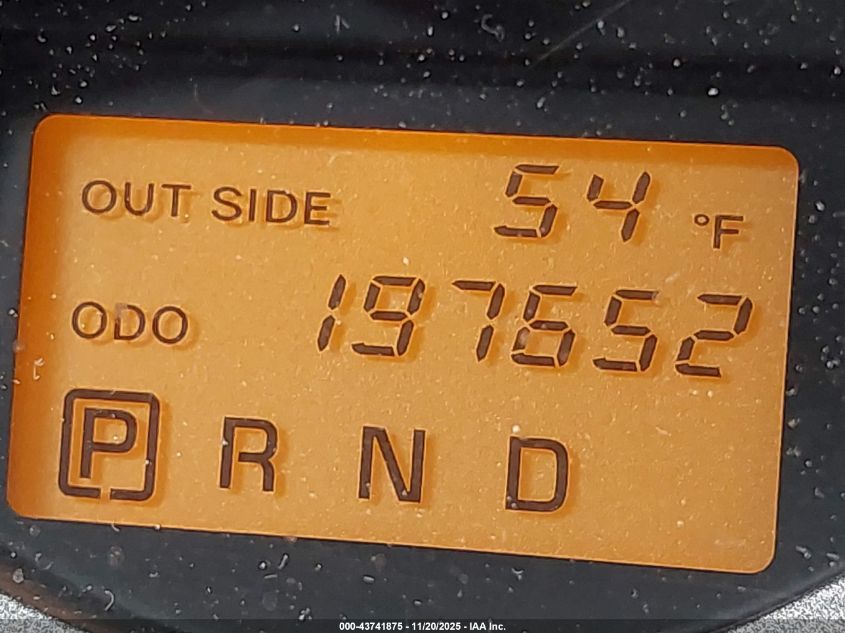 OUT SIDE 54 °F
ODO 197652
P R N D
000-43741875 - 11/20/2025 - IAA Inc.